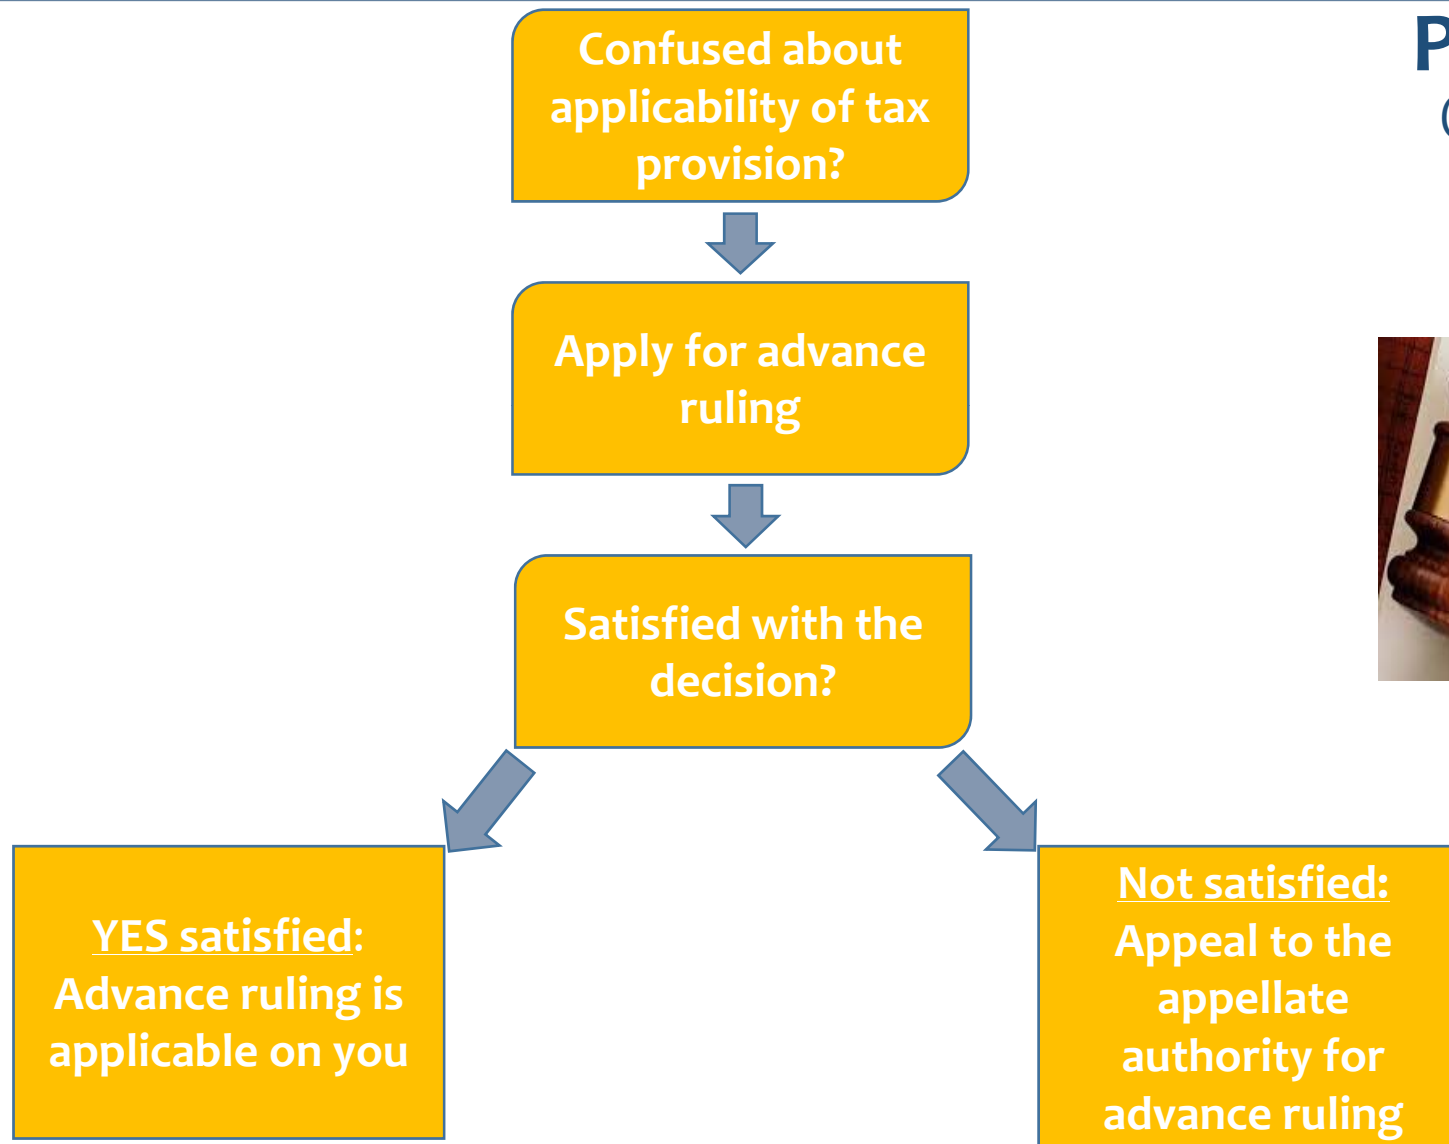 Confused about
applicability of tax
provision?
Apply for advance
ruling
Satisfied with the
decision?
YES satisfied:
Advance ruling is
applicable on you
Not satisfied:
Appeal to the
appellate
authority for
advance ruling